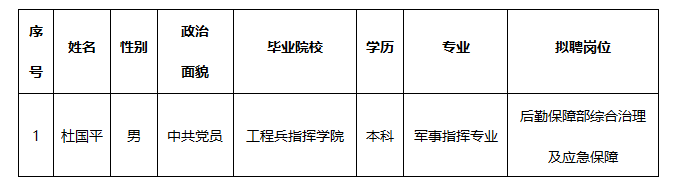 序号 姓名 性别 政治面貌 毕业院校 学历 专业 拟聘岗位
1 杜国平 男 中共党员 工程兵指挥学院 本科 军事指挥专业 后勤保障部综合治理及应急保障